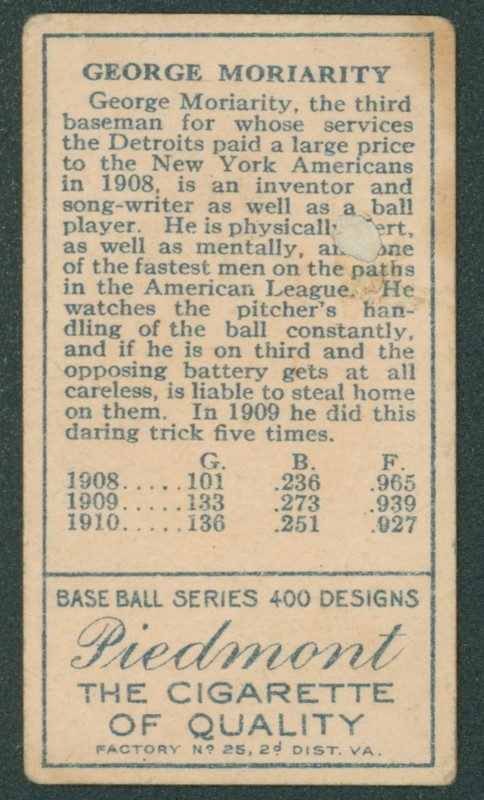 GEORGE MORIARITY
George Moriarity, the third
baseman for whose services
the Detroits paid a large price
to the New York Americans
in 1908, is an inventor and
song-writer as well as a ball
player. He is physically ert,
as well as mentally, an one
of the fastest men on the paths
in the American League. He
watches the pitcher's han-
dling of the ball constantly,
and if he is on third and the
opposing battery gets at all
careless, is liable to steal home
on them. In 1909 he did this
daring trick five times.
G. B. F.
1908.....101 .236 .965
1909.....133 .273 .939
1910.....136 .251 .927
BASE BALL SERIES 400 DESIGNS
Piedmont
THE CIGARETTE
OF QUALITY
FACTORY Nº 25, 2d DIST. VA.